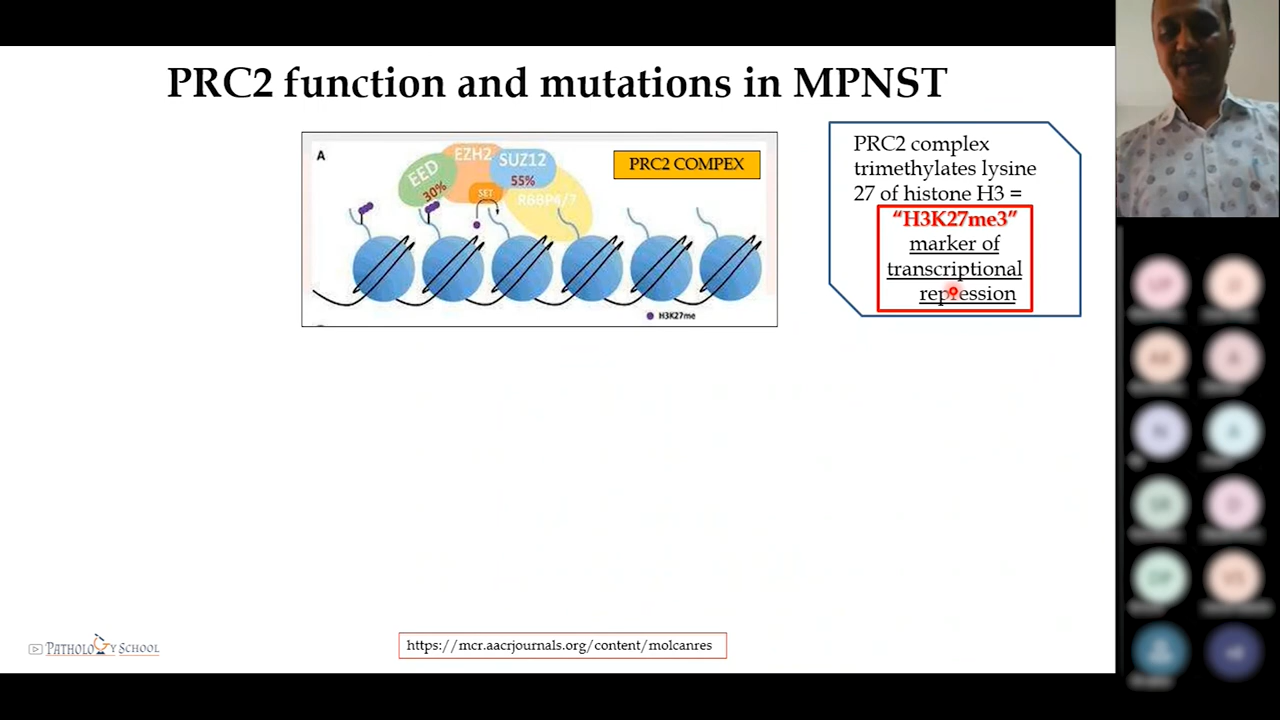 PRC2 function and mutations in MPNST
A
EED
30%
EZH2
SET
SUZ12
55%
RBBP4/7
PRC2 COMPEX
H3K27me
PRC2 complex
trimethylates lysine
27 of histone H3 =
“H3K27me3”
marker of
transcriptional
repression
PATHOLOGY SCHOOL
https://mcr.aacrjournals.org/content/molcanres